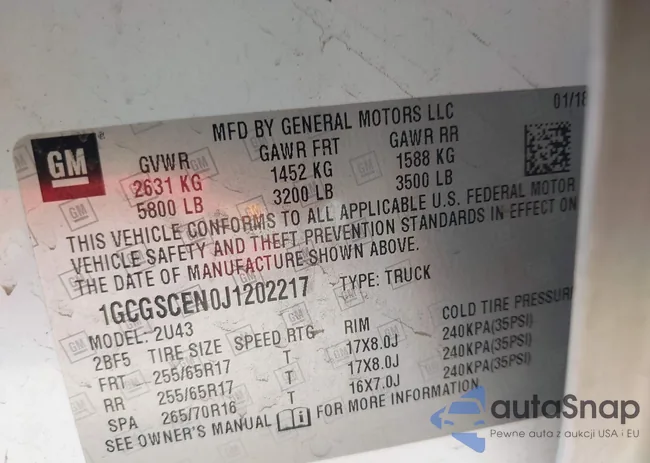 MFD BY GENERAL MOTORS LLC 01/18
GM
GVWR GAWR FRT GAWR RR
2631 KG 1452 KG 1588 KG
5800 LB 3200 LB 3500 LB
THIS VEHICLE CONFORMS TO ALL APPLICABLE U.S. FEDERAL MOTOR
VEHICLE SAFETY AND THEFT PREVENTION STANDARDS IN EFFECT ON
THE DATE OF MANUFACTURE SHOWN ABOVE.
1GCGSCEN0J1202217 TYPE: TRUCK
MODEL: 2U43
2BF5 TIRE SIZE SPEED RTG RIM COLD TIRE PRESSURE
FRT 255/65R17 T 17X8.0J 240KPA(35PSI)
RR 255/65R17 T 17X8.0J 240KPA(35PSI)
SPA 265/70R16 T 16X7.0J 240KPA(35PSI)
SEE OWNER'S MANUAL FOR MORE INFORMATION
autoSnap
Pewne auta z aukcji USA i EU